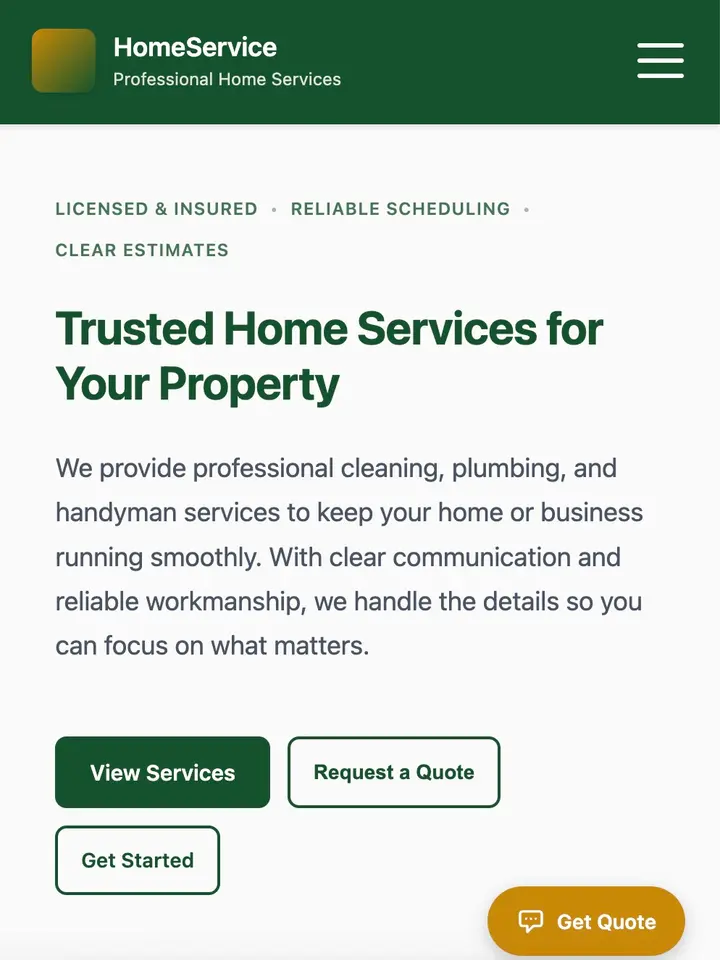 HomeService
Professional Home Services
LICENSED & INSURED • RELIABLE SCHEDULING •
CLEAR ESTIMATES
Trusted Home Services for
Your Property
We provide professional cleaning, plumbing, and
handyman services to keep your home or business
running smoothly. With clear communication and
reliable workmanship, we handle the details so you
can focus on what matters.
View Services
Request a Quote
Get Started
Get Quote